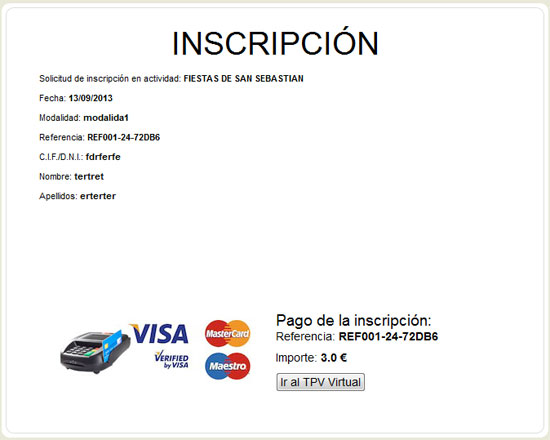 INSCRIPCIÓN
Solicitud de inscripción en actividad: FIESTAS DE SAN SEBASTIAN
Fecha: 13/09/2013
Modalidad: modalida1
Referencia: REF001-24-72DB6
C.I.F./D.N.I.: fdrferfe
Nombre: tertret
Apellidos: erterter
VISA
MasterCard
VERIFIED
by VISA
Maestro
Pago de la inscripción:
Referencia: REF001-24-72DB6
Importe: 3.0 €
Ir al TPV Virtual